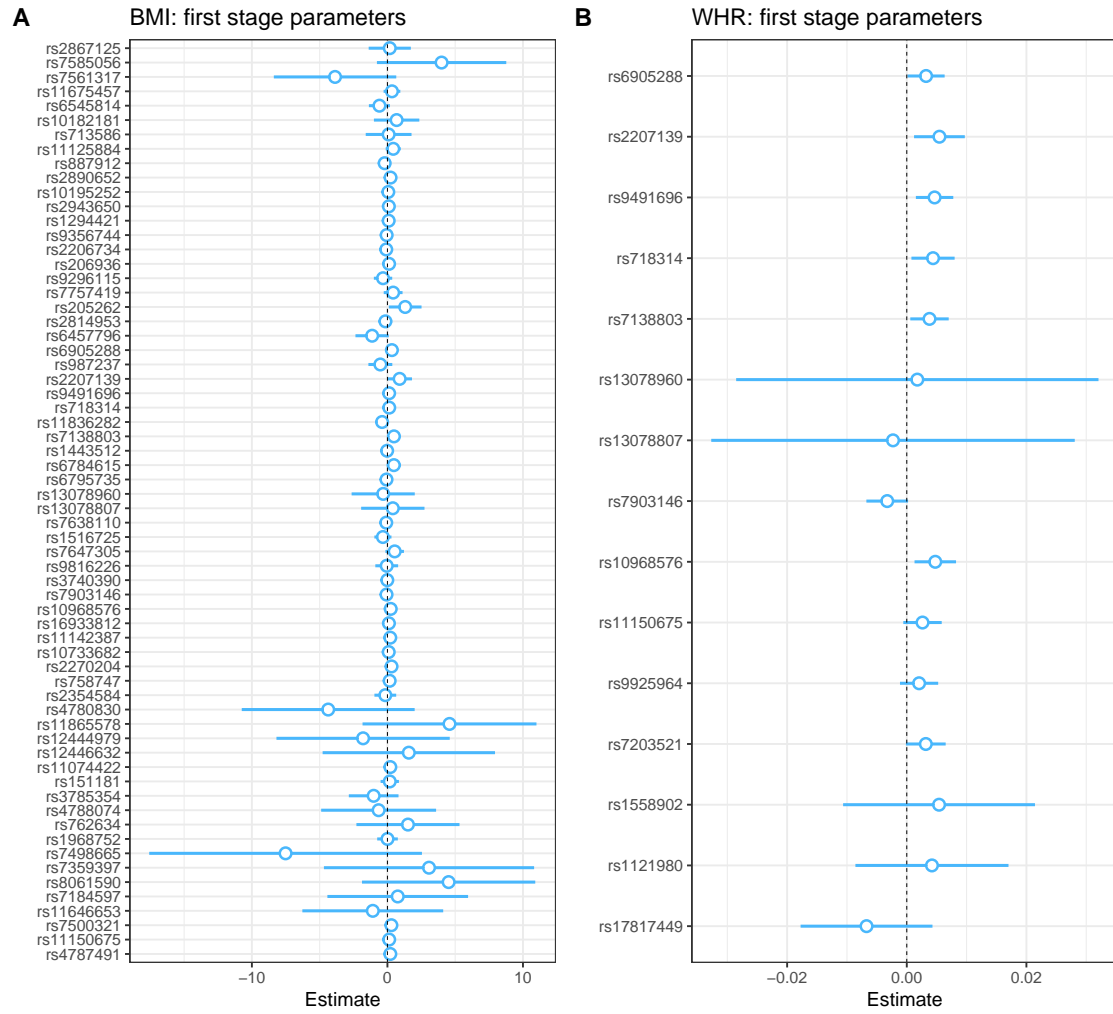 A
BMI: first stage parameters
rs2867125
rs7585056
rs7561317
rs11675457
rs6545814
rs10182181
rs713586
rs11125884
rs887912
rs2890652
rs10195252
rs2943650
rs1294421
rs9356744
rs2206734
rs206936
rs9296115
rs7757419
rs205262
rs2814953
rs6457796
rs6905288
rs987237
rs2207139
rs9491696
rs718314
rs11836282
rs7138803
rs1443512
rs6784615
rs6795735
rs13078960
rs13078807
rs7638110
rs1516725
rs7647305
rs9816226
rs3740390
rs7903146
rs10968576
rs16933812
rs11142387
rs10733682
rs2270204
rs758747
rs2354584
rs4780830
rs11865578
rs12444979
rs12446632
rs11074422
rs151181
rs3785354
rs4788074
rs762634
rs1968752
rs7498665
rs7359397
rs8061590
rs7184597
rs11646653
rs7500321
rs11150675
rs4787491
−10 0 10
Estimate
B
WHR: first stage parameters
rs6905288
rs2207139
rs9491696
rs718314
rs7138803
rs13078960
rs13078807
rs7903146
rs10968576
rs11150675
rs9925964
rs7203521
rs1558902
rs1121980
rs17817449
−0.02 0.00 0.02
Estimate